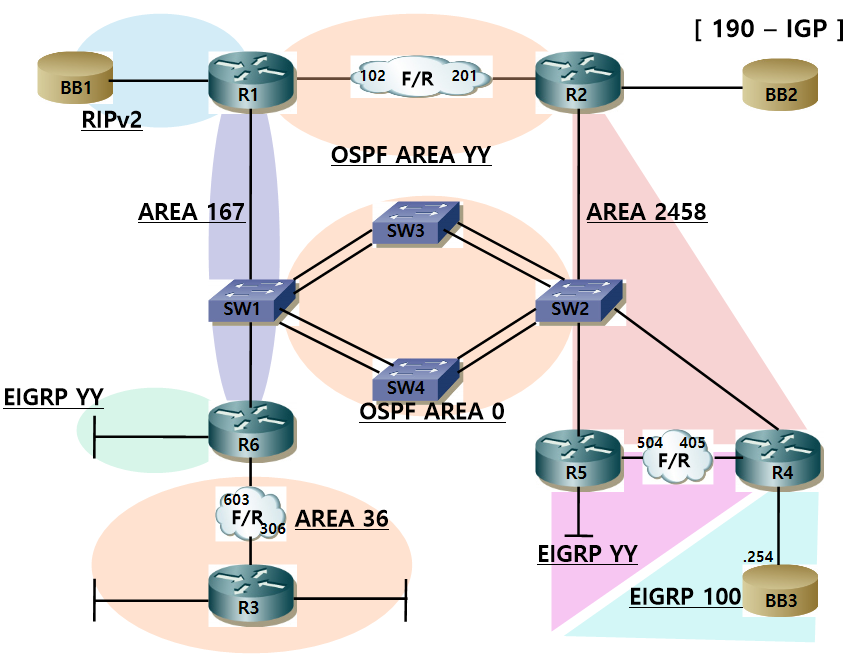 [ 190 – IGP ]
BB1
R1
102 F/R 201
R2
BB2
RIPv2
OSPF AREA YY
AREA 167
AREA 2458
SW3
SW1
SW2
SW4
OSPF AREA 0
EIGRP YY
R6
R5
504 405
F/R
R4
603
F/R
306
AREA 36
EIGRP YY
.254
EIGRP 100
BB3
R3